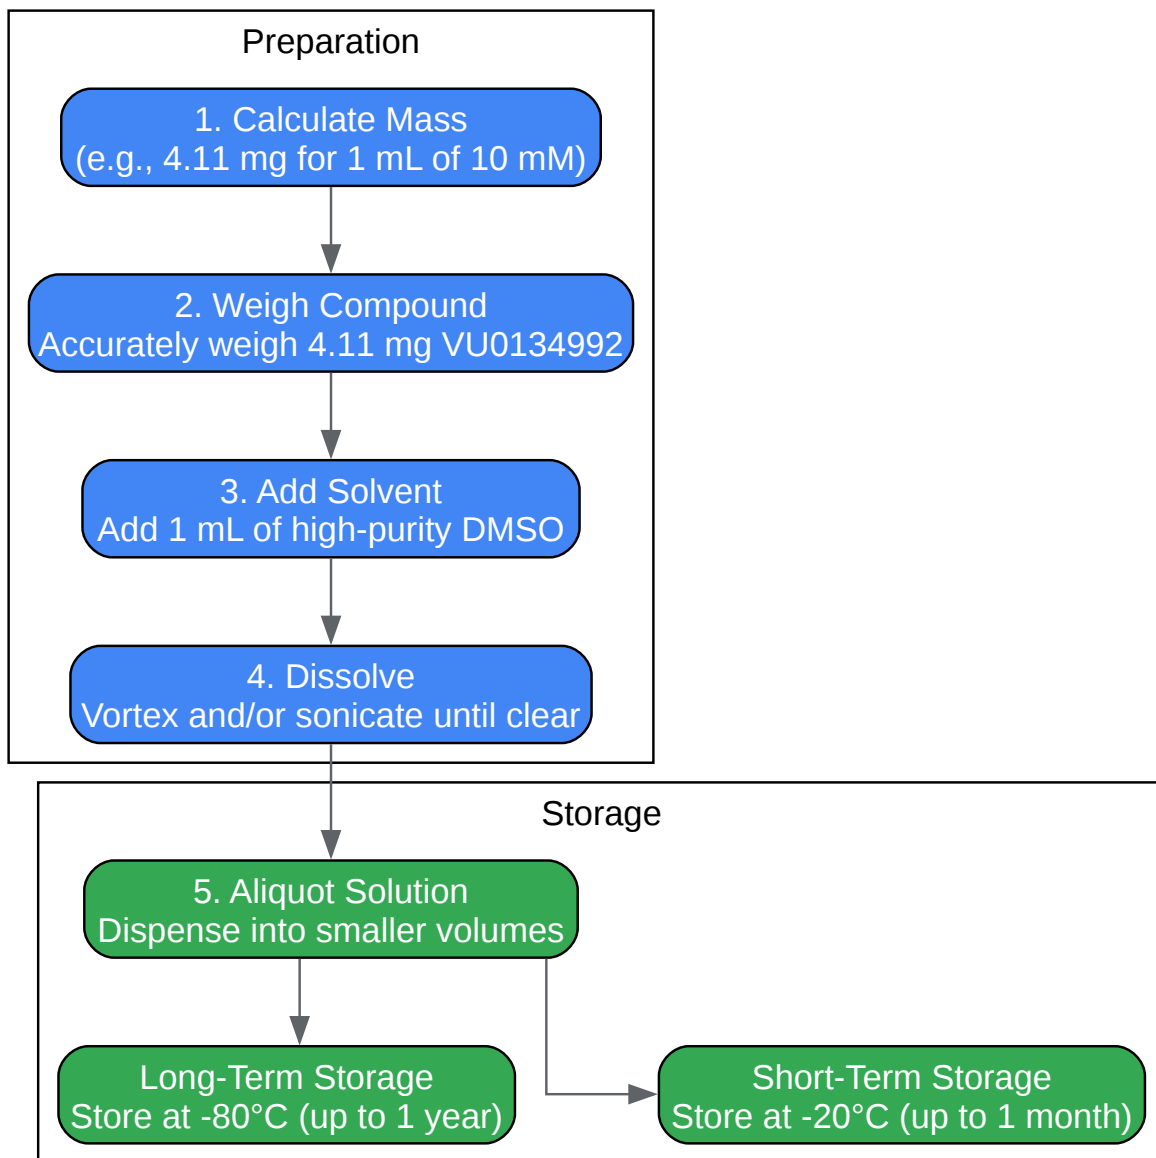 Preparation
1. Calculate Mass
(e.g., 4.11 mg for 1 mL of 10 mM)
2. Weigh Compound
Accurately weigh 4.11 mg VU0134992
3. Add Solvent
Add 1 mL of high-purity DMSO
4. Dissolve
Vortex and/or sonicate until clear
Storage
5. Aliquot Solution
Dispense into smaller volumes
Long-Term Storage
Store at -80°C (up to 1 year)
Short-Term Storage
Store at -20°C (up to 1 month)